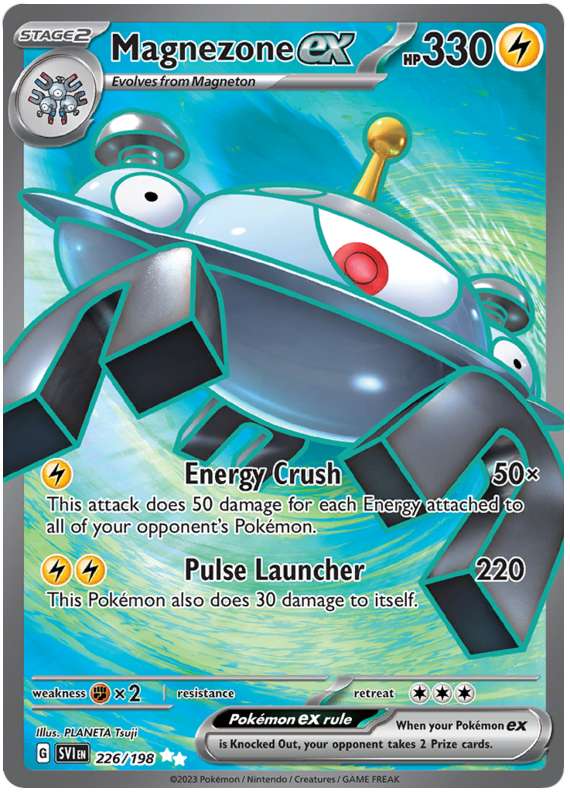 STAGE2
Magnezone ex HP330
Evolves from Magneton
Energy Crush 50×
This attack does 50 damage for each Energy attached to
all of your opponent's Pokémon.
Pulse Launcher 220
This Pokémon also does 30 damage to itself.
weakness ×2 resistance retreat
Illus. PLANETA Tsuji
Pokémon ex rule When your Pokémon ex
is Knocked Out, your opponent takes 2 Prize cards.
G SVI EN 226/198
©2023 Pokémon / Nintendo / Creatures / GAME FREAK